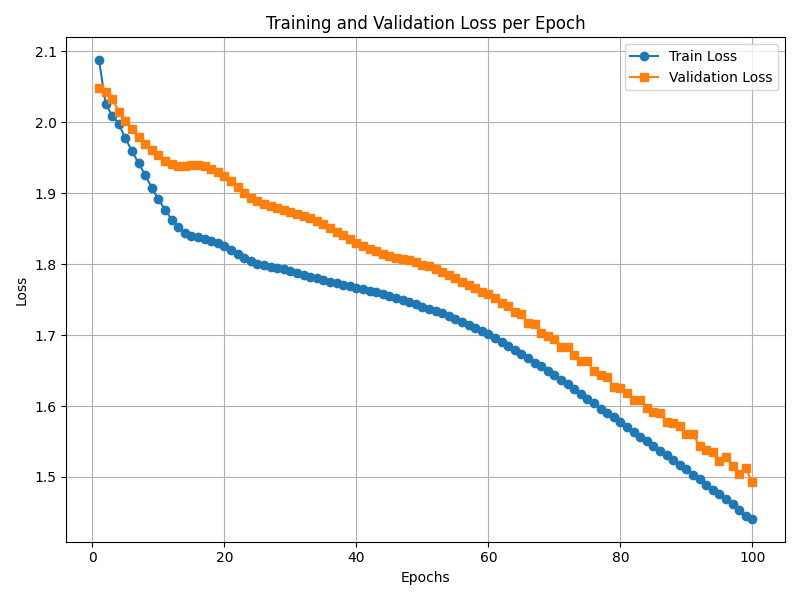 Training and Validation Loss per Epoch
Train Loss
Validation Loss
2.1
2.0
1.9
1.8
1.7
1.6
1.5
Loss
0 20 40 60 80 100
Epochs